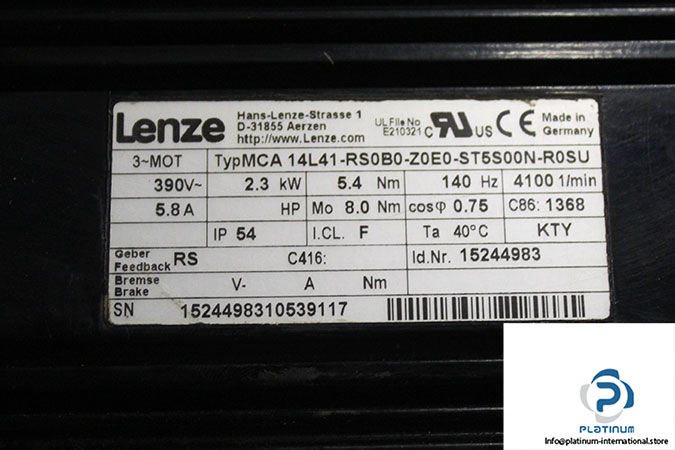 Lenze
Hans-Lenze-Strasse 1
D-31855 Aerzen
http://www.Lenze.com
UL File No
E210321
C RU US CE
Made in
Germany
3~MOT TypMCA 14L41-RS0B0-Z0E0-ST5S00N-R0SU
390V~ 2.3 kW 5.4 Nm 140 Hz 4100 1/min
5.8 A HP Mo 8.0 Nm cosφ 0.75 C86: 1368
IP 54 I.CL. F Ta 40°C KTY
Geber
Feedback RS C416: Id.Nr. 15244983
Bremse
Brake V- A Nm
SN 1524498310539117
PLATINUM
Info@platinum-international.store